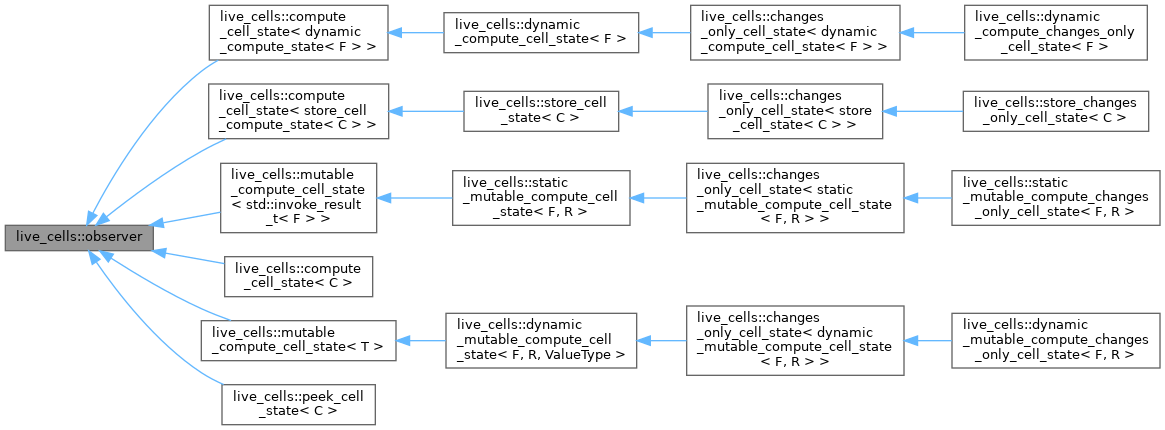 live_cells::observer
live_cells::compute
_cell_state< dynamic
_compute_state< F > >
live_cells::dynamic
_compute_cell_state< F >
live_cells::changes
_only_cell_state< dynamic
_compute_cell_state< F > >
live_cells::dynamic
_compute_changes_only
_cell_state< F >
live_cells::compute
_cell_state< store_cell
_compute_state< C > >
live_cells::store_cell
_state< C >
live_cells::changes
_only_cell_state< store
_cell_state< C > >
live_cells::store_changes
_only_cell_state< C >
live_cells::mutable
_compute_cell_state
< std::invoke_result
_t< F > >
live_cells::static
_mutable_compute_cell
_state< F, R >
live_cells::changes
_only_cell_state< static
_mutable_compute_cell_state
< F, R > >
live_cells::static
_mutable_compute_changes
_only_cell_state< F, R >
live_cells::compute
_cell_state< C >
live_cells::mutable
_compute_cell_state< T >
live_cells::dynamic
_mutable_compute_cell
_state< F, R, ValueType >
live_cells::changes
_only_cell_state< dynamic
_mutable_compute_cell_state
< F, R > >
live_cells::dynamic
_mutable_compute_changes
_only_cell_state< F, R >
live_cells::peek_cell
_state< C >